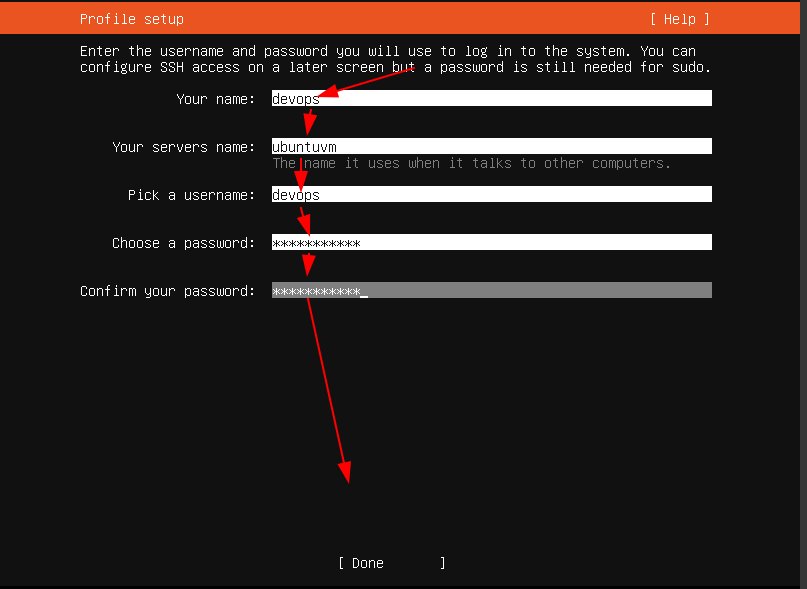 Profile setup [ Help ]
Enter the username and password you will use to log in to the system. You can
configure SSH access on a later screen but a password is still needed for sudo.
Your name: devops
Your servers name: ubuntuvm
The name it uses when it talks to other computers.
Pick a username: devops
Choose a password: ***********
Confirm your password: ***********_
[ Done ]